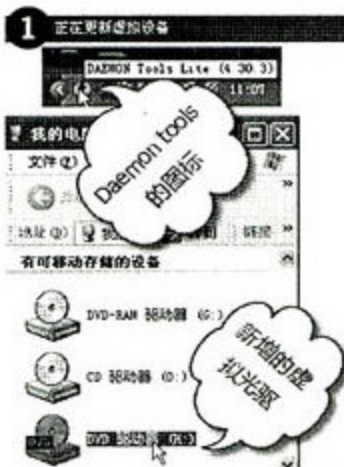 1 正在更新虚拟设备
DAEMON Tools Lite (4 30 3)
11:07
我的电
文件(F)
Daemon tools
的图标
地址(D)
链接
有可移动存储的设备
DVD-RAM 驱动器 (G:)
CD 驱动器 (O:)
新增的虚
拟光驱
DVD 驱动器